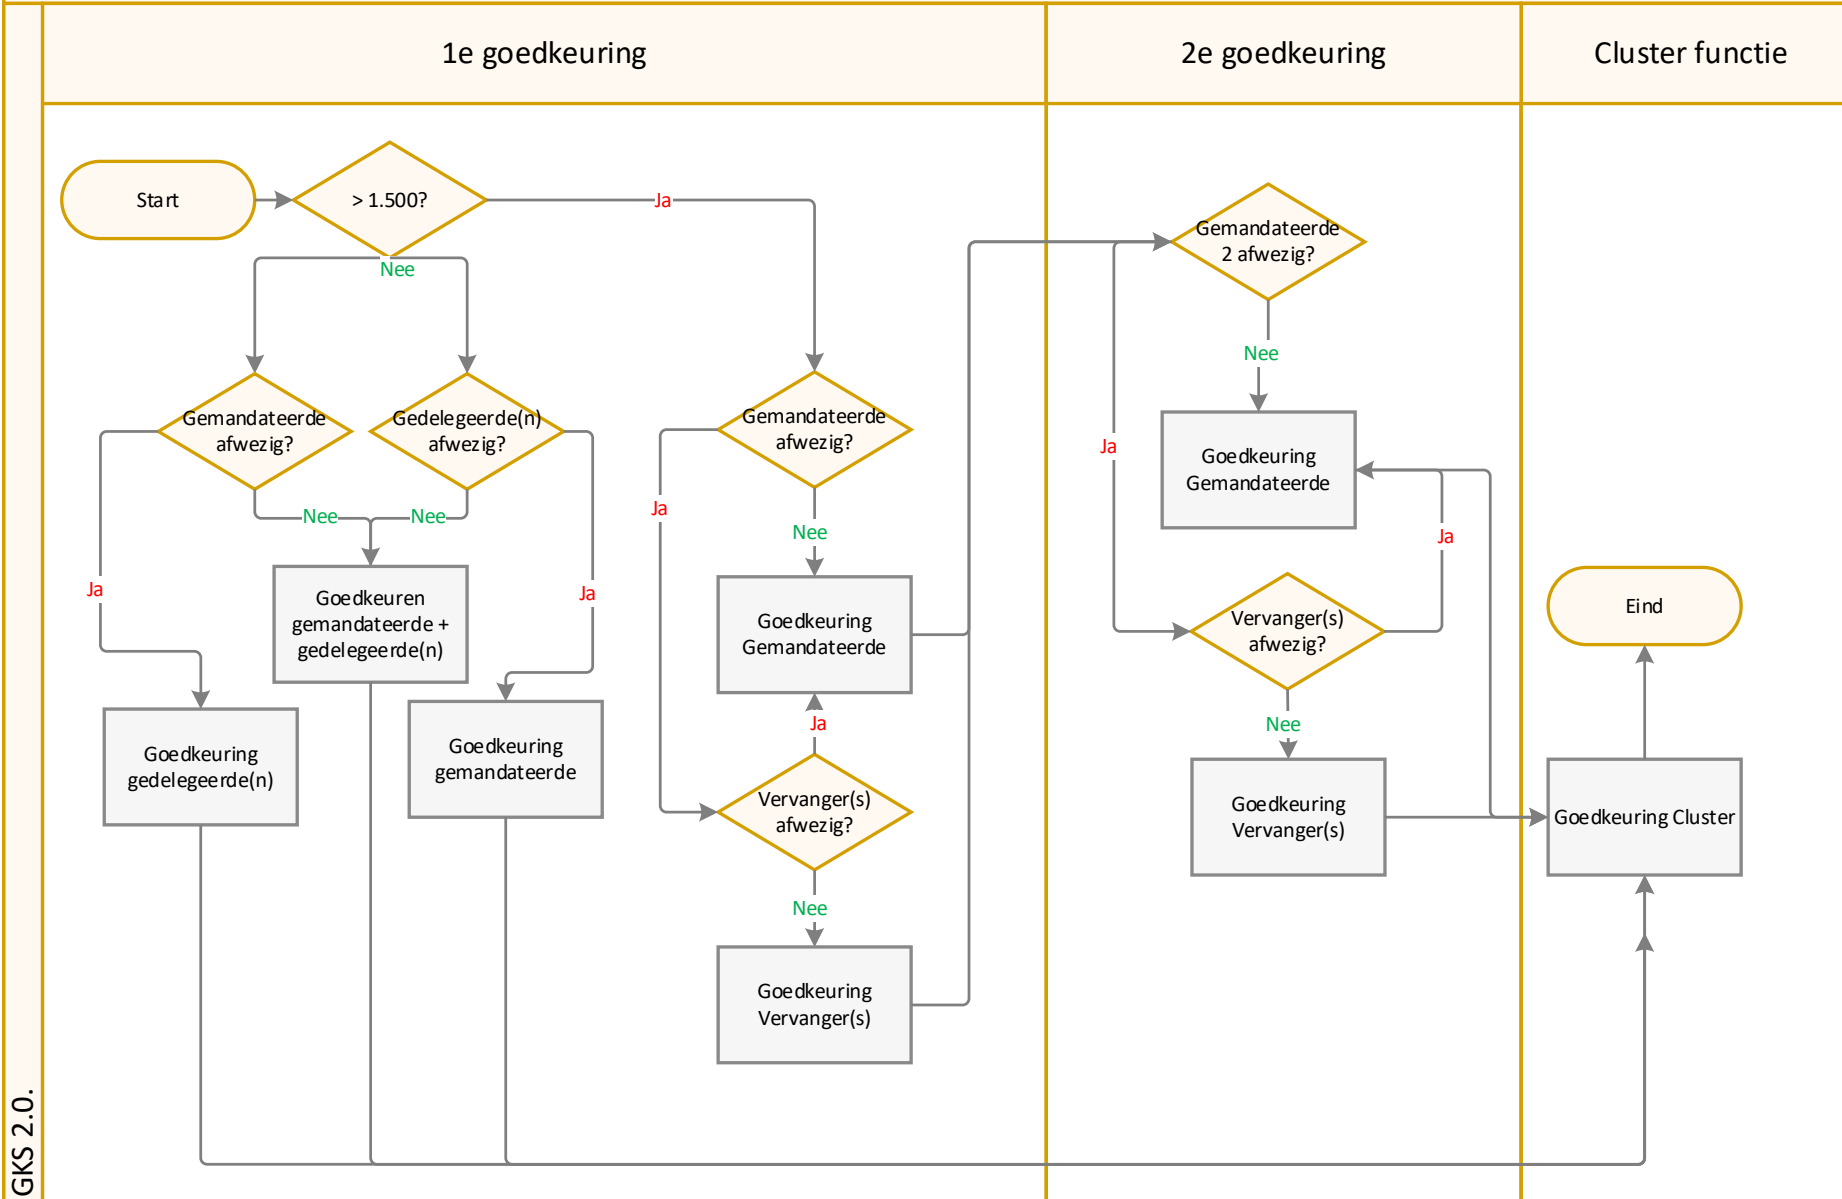 1e goedkeuring
2e goedkeuring
Cluster functie
GKS 2.0.
Start
> 1.500?
Ja
Nee
Gemandateerde
afwezig?
Gedelegeerde(n)
afwezig?
Nee
Nee
Ja
Ja
Goedkeuren
gemandateerde +
gedelegeerde(n)
Goedkeuring
gedelegeerde(n)
Goedkeuring
gemandateerde
Gemandateerde
afwezig?
Ja
Nee
Goedkeuring
Gemandateerde
Ja
Vervanger(s)
afwezig?
Nee
Goedkeuring
Vervanger(s)
Gemandateerde
2 afwezig?
Nee
Ja
Goedkeuring
Gemandateerde
Ja
Vervanger(s)
afwezig?
Nee
Goedkeuring
Vervanger(s)
Eind
Goedkeuring Cluster